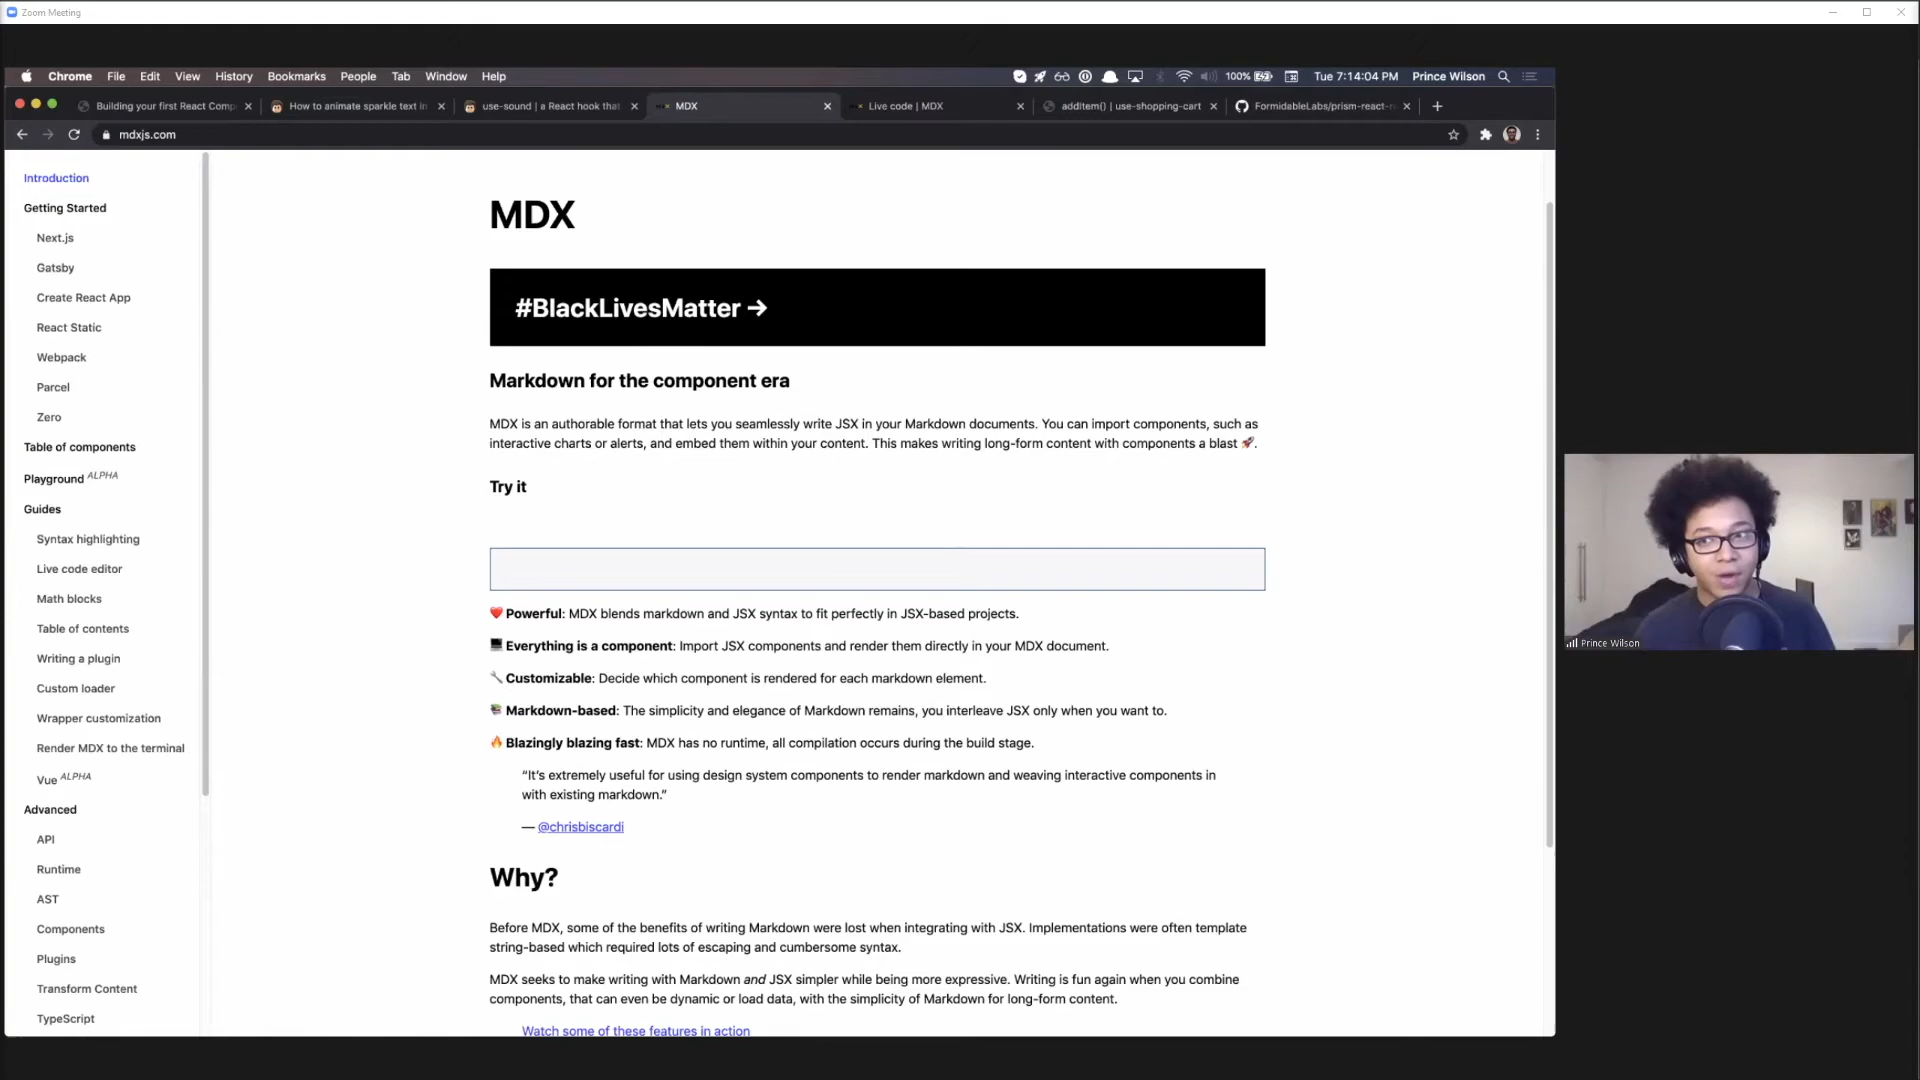 Zoom Meeting
Chrome File Edit View History Bookmarks People Tab Window Help
100% Tue 7:14:04 PM Prince Wilson
Building your first React Comp
How to animate sparkle text in
use-sound | a React hook that
MDX
Live code | MDX
addItem() | use-shopping-cart
FormidableLabs/prism-react-r
mdxjs.com
Introduction
Getting Started
Next.js
Gatsby
Create React App
React Static
Webpack
Parcel
Zero
Table of components
Playground ALPHA
Guides
Syntax highlighting
Live code editor
Math blocks
Table of contents
Writing a plugin
Custom loader
Wrapper customization
Render MDX to the terminal
Vue ALPHA
Advanced
API
Runtime
AST
Components
Plugins
Transform Content
TypeScript
MDX
#BlackLivesMatter →
Markdown for the component era
MDX is an authorable format that lets you seamlessly write JSX in your Markdown documents. You can import components, such as
interactive charts or alerts, and embed them within your content. This makes writing long-form content with components a blast 🚀.
Try it
❤️ Powerful: MDX blends markdown and JSX syntax to fit perfectly in JSX-based projects.
💻 Everything is a component: Import JSX components and render them directly in your MDX document.
🔧 Customizable: Decide which component is rendered for each markdown element.
📚 Markdown-based: The simplicity and elegance of Markdown remains, you interleave JSX only when you want to.
🔥 Blazingly blazing fast: MDX has no runtime, all compilation occurs during the build stage.
“It’s extremely useful for using design system components to render markdown and weaving interactive components in
with existing markdown.”
— @chrisbiscardi
Why?
Before MDX, some of the benefits of writing Markdown were lost when integrating with JSX. Implementations were often template
string-based which required lots of escaping and cumbersome syntax.
MDX seeks to make writing with Markdown and JSX simpler while being more expressive. Writing is fun again when you combine
components, that can even be dynamic or load data, with the simplicity of Markdown for long-form content.
Watch some of these features in action
Prince Wilson